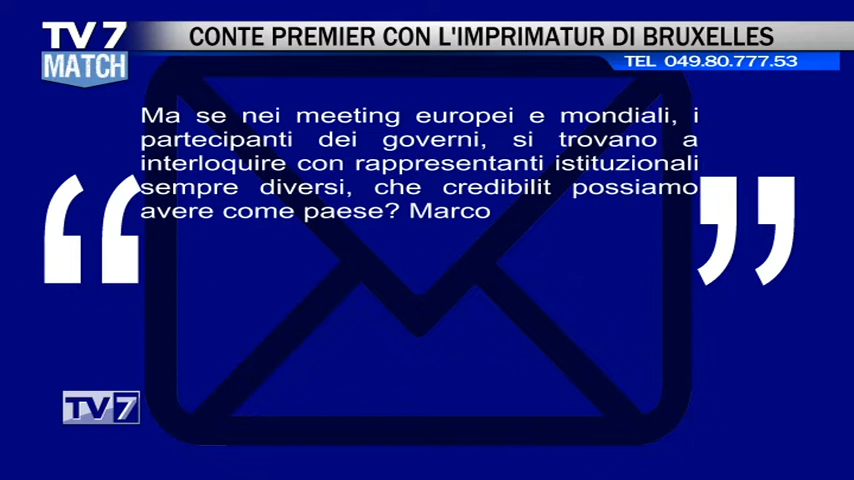 TV7
MATCH
CONTE PREMIER CON L'IMPRIMATUR DI BRUXELLES
TEL 049.80.777.53
Ma se nei meeting europei e mondiali, i
partecipanti dei governi, si trovano a
interloquire con rappresentanti istituzionali
sempre diversi, che credibilit possiamo
avere come paese? Marco
TV7